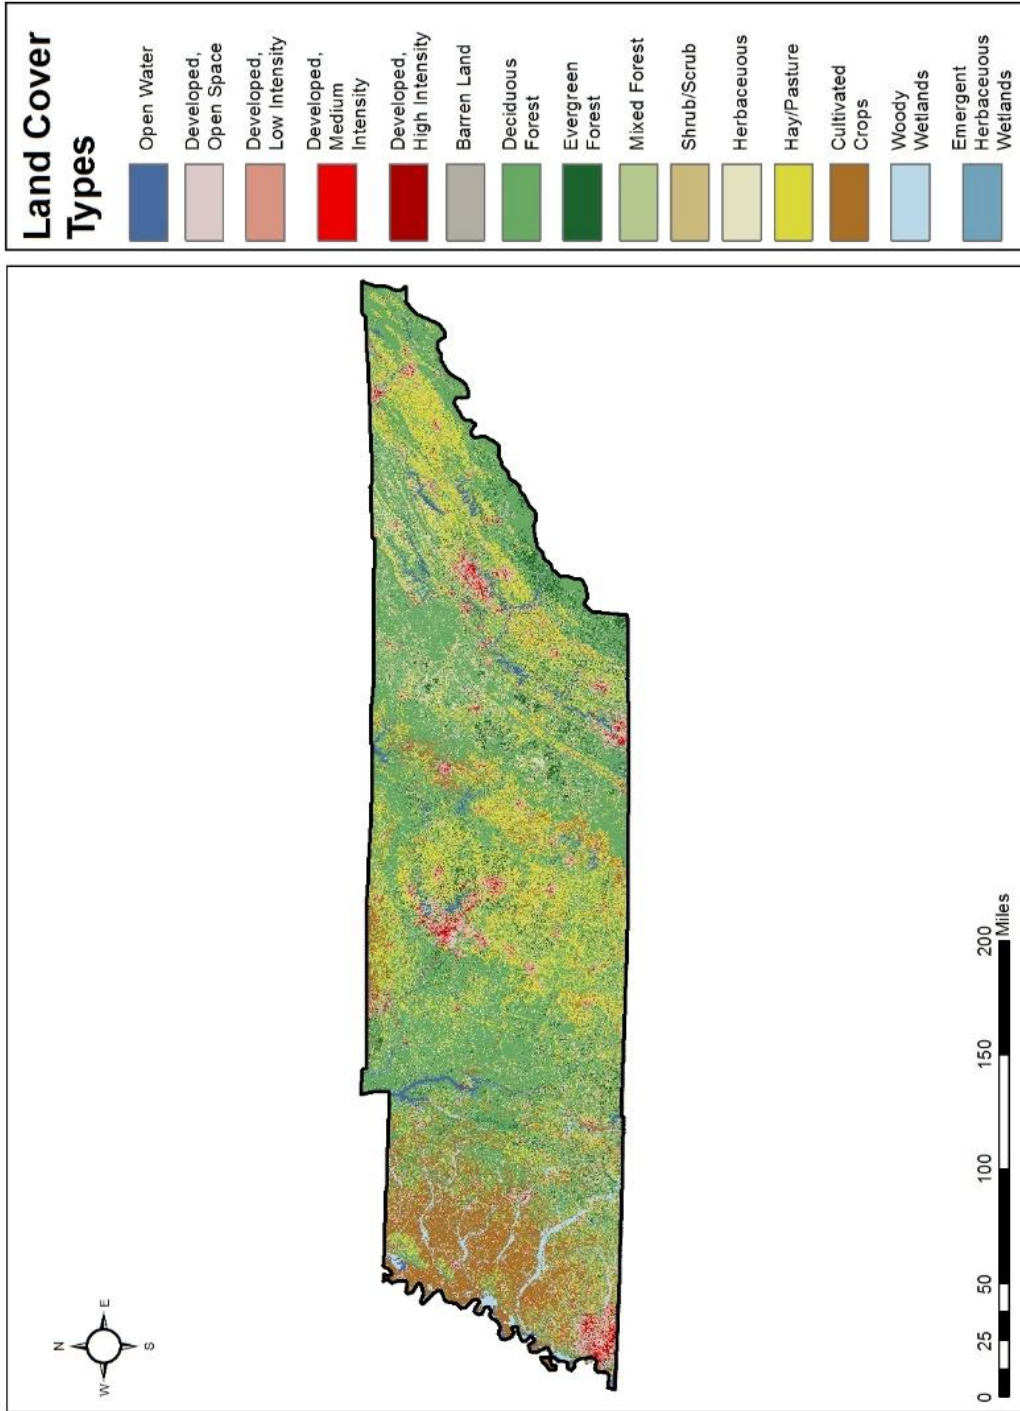 Land Cover
Types
Open Water
Developed,
Open Space
Developed,
Low Intensity
Developed,
Medium
Intensity
Developed,
High Intensity
Barren Land
Deciduous
Forest
Evergreen
Forest
Mixed Forest
Shrub/Scrub
Herbaceuous
Hay/Pasture
Cultivated
Crops
Woody
Wetlands
Emergent
Herbaceuous
Wetlands
N
W
E
S
0 25 50 100 150 200
Miles